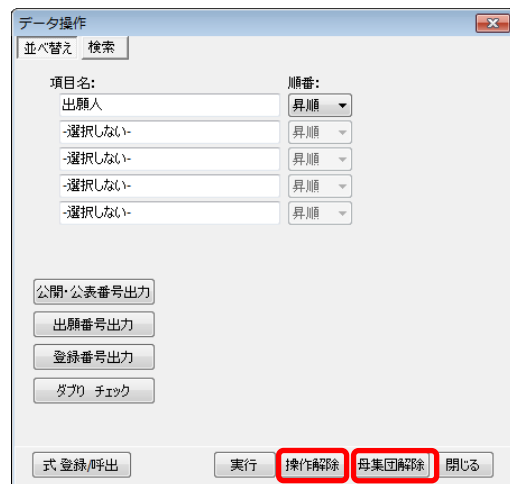 データ操作
並べ替え 検索
項目名: 順番:
出願人 昇順
-選択しない- 昇順
-選択しない- 昇順
-選択しない- 昇順
-選択しない- 昇順
公開・公表番号出力
出願番号出力
登録番号出力
ダブり チェック
式 登録/呼出 実行 操作解除 母集団解除 閉じる